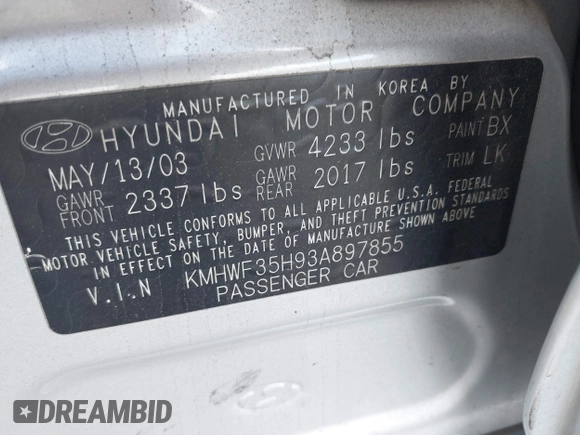 MANUFACTURED IN KOREA BY
HYUNDAI MOTOR COMPANY
MAY/13/03 GVWR 4233 lbs PAINT BX
GAWR FRONT 2337 lbs GAWR REAR 2017 lbs TRIM LK
THIS VEHICLE CONFORMS TO ALL APPLICABLE U.S.A. FEDERAL
MOTOR VEHICLE SAFETY, BUMPER, AND THEFT PREVENTION STANDARDS
IN EFFECT ON THE DATE OF MANUFACTURE SHOWN ABOVE
V.I.N KMHWF35H93A897855
PASSENGER CAR
DREAMBID